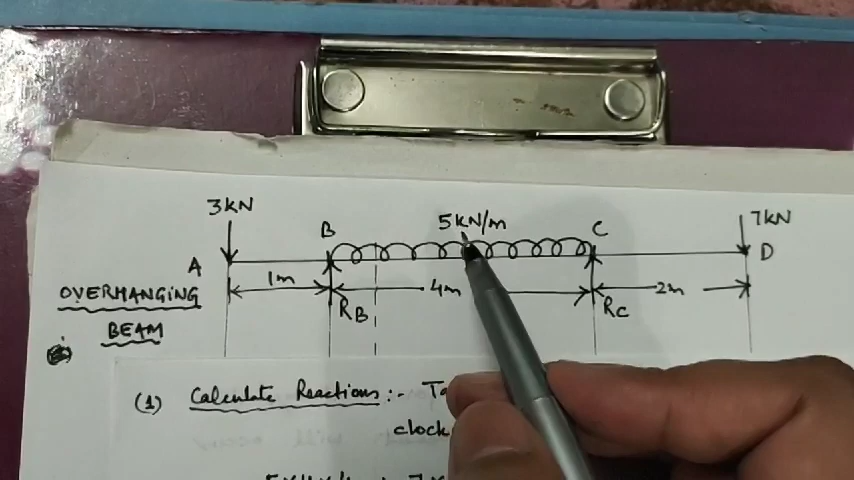 3kN
5kN/m
7kN
B
C
A
D
1m
4m
2m
OVERHANGING
BEAM
RB
RC
(1) Calculate Reactions:-
clock